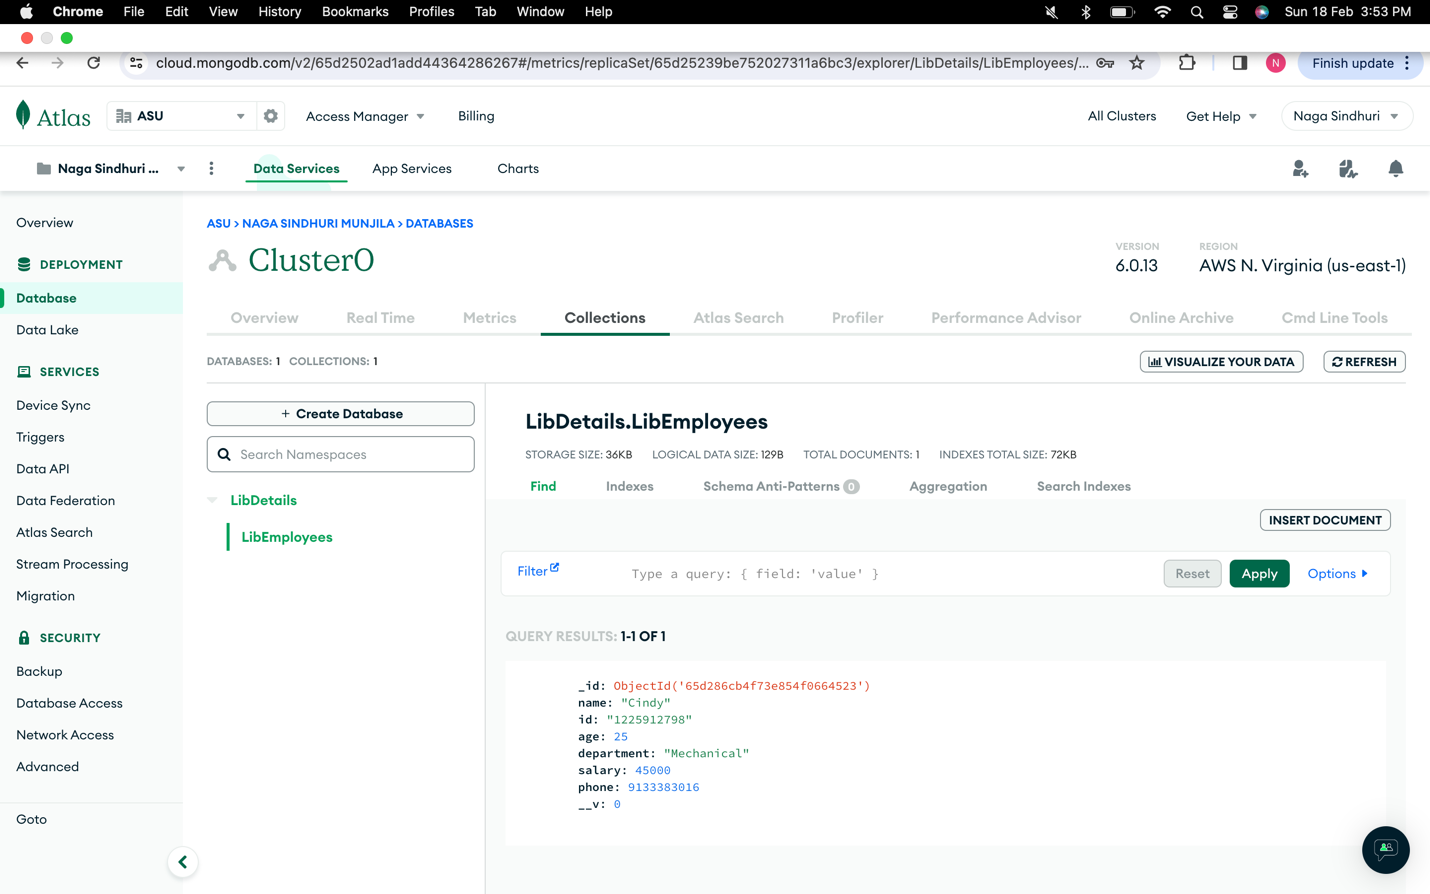 Chrome File Edit View History Bookmarks Profiles Tab Window Help Sun 18 Feb 3:53 PM
cloud.mongodb.com/v2/65d2502ad1add44364286267#/metrics/replicaSet/65d25239be752027311a6bc3/explorer/LibDetails/LibEmployees/... N Finish update
Atlas ASU Access Manager Billing All Clusters Get Help Naga Sindhuri
Naga Sindhuri ... Data Services App Services Charts
Overview
DEPLOYMENT
Database
Data Lake
SERVICES
Device Sync
Triggers
Data API
Data Federation
Atlas Search
Stream Processing
Migration
SECURITY
Backup
Database Access
Network Access
Advanced
Goto
ASU > NAGA SINDHURI MUNJILA > DATABASES
Cluster0
VERSION
6.0.13
REGION
AWS N. Virginia (us-east-1)
Overview Real Time Metrics Collections Atlas Search Profiler Performance Advisor Online Archive Cmd Line Tools
DATABASES: 1 COLLECTIONS: 1 VISUALIZE YOUR DATA REFRESH
+ Create Database
Search Namespaces
LibDetails
LibEmployees
LibDetails.LibEmployees
STORAGE SIZE: 36KB LOGICAL DATA SIZE: 129B TOTAL DOCUMENTS: 1 INDEXES TOTAL SIZE: 72KB
Find Indexes Schema Anti-Patterns 0 Aggregation Search Indexes
INSERT DOCUMENT
Filter Type a query: { field: 'value' } Reset Apply Options
QUERY RESULTS: 1-1 OF 1
_id: ObjectId('65d286cb4f73e854f0664523')
name: "Cindy"
id: "1225912798"
age: 25
department: "Mechanical"
salary: 45000
phone: 9133383016
__v: 0